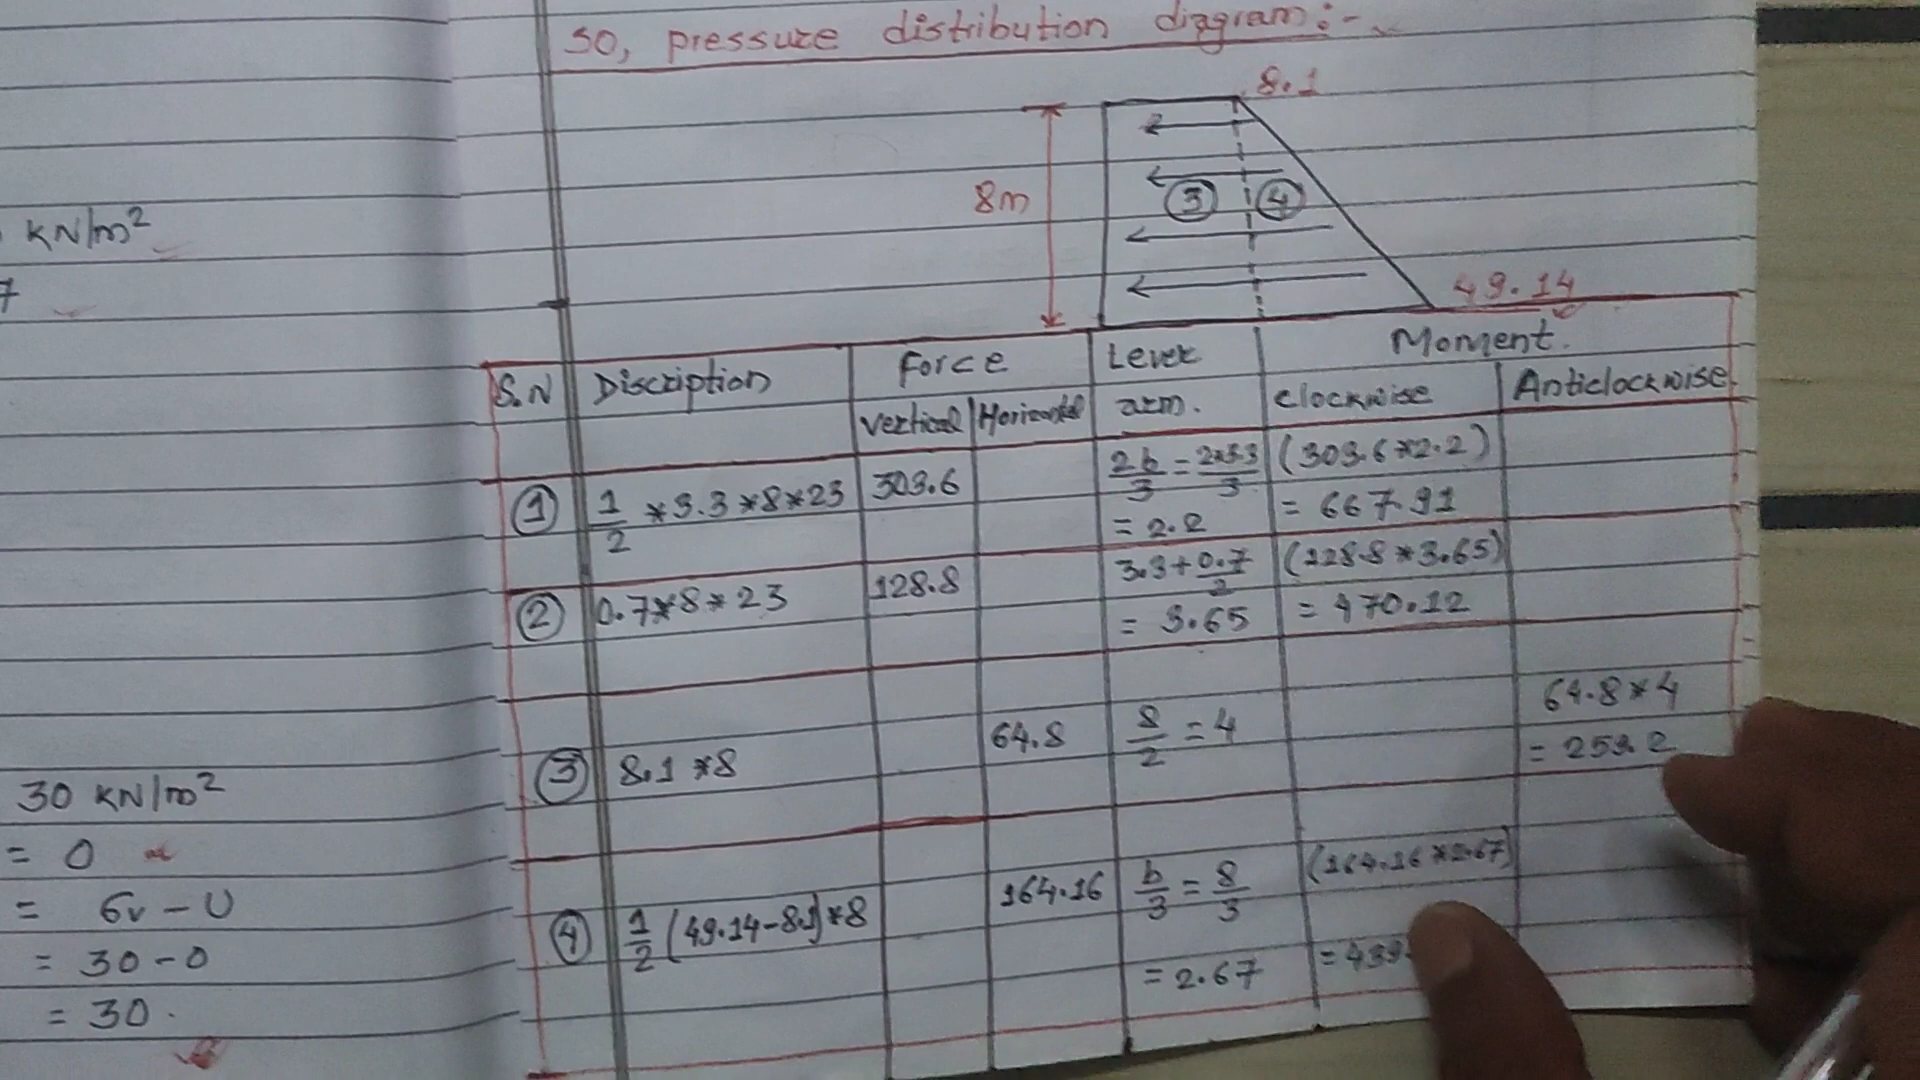 so, pressure distribution diagram:-
8.1
8m
3 4
49.14
KN/m²
7
S.N Discription Force Lever arm. Moment.
Vertical Horizontal clockwise Anticlockwise
1 1/2 *3.3*8*23 303.6 2b/3 = 2*3.3/3 (303.6*2.2)
= 2.2 = 667.91
2 0.7*8*23 128.8 3.3+0.7/2 (128.8*3.65)
= 3.65 = 470.12
3 8.1*8 64.8 8/2 = 4 64.8*4
= 259.2
4 1/2 (49.14-8.1)*8 164.16 b/3 = 8/3 (164.16*2.67)
= 2.67 = 439
30 KN/m²
= 0
= 6v - U
= 30-0
= 30.